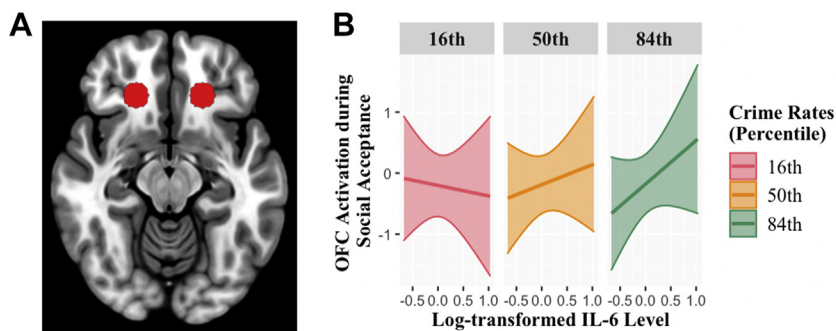 A
B
16th 50th 84th
OFC Activation during
Social Acceptance
1
0
-1
-0.5 0.0 0.5 1.0 -0.5 0.0 0.5 1.0 -0.5 0.0 0.5 1.0
Log-transformed IL-6 Level
Crime Rates
(Percentile)
16th
50th
84th